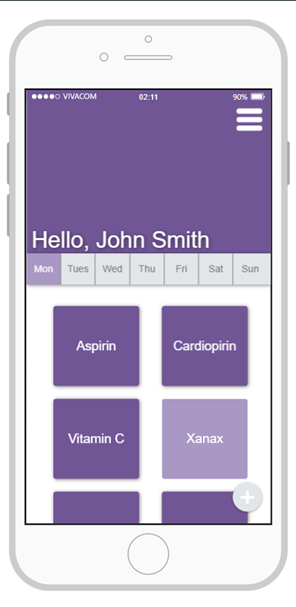 VIVACOM 02:11 90%
Hello, John Smith
Mon Tues Wed Thu Fri Sat Sun
Aspirin Cardiopirin
Vitamin C Xanax
+